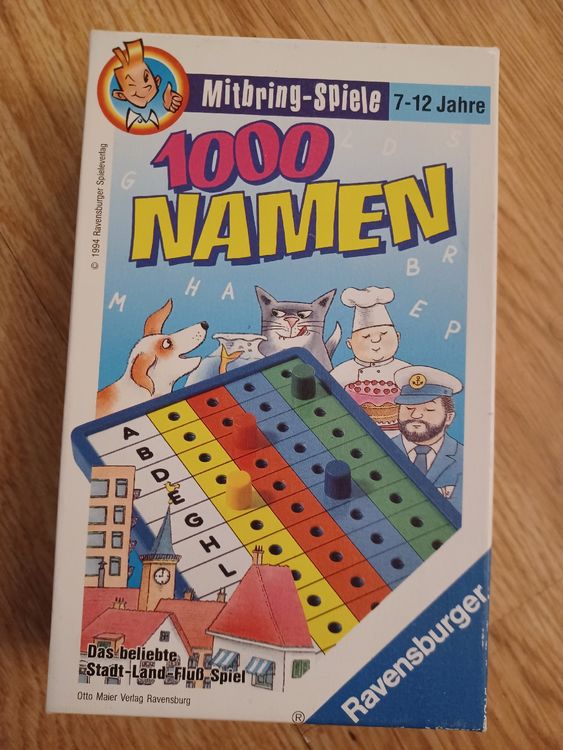 Mitbring-Spiele
7-12 Jahre
© 1994 Ravensburger Spieleverlag
1000
NAMEN
L D S
G
B R
M H A
E P
A
B
D
E
G
H
L
Das beliebte
Stadt-Land-Fluß-Spiel
Otto Maier Verlag Ravensburg
®
Ravensburger